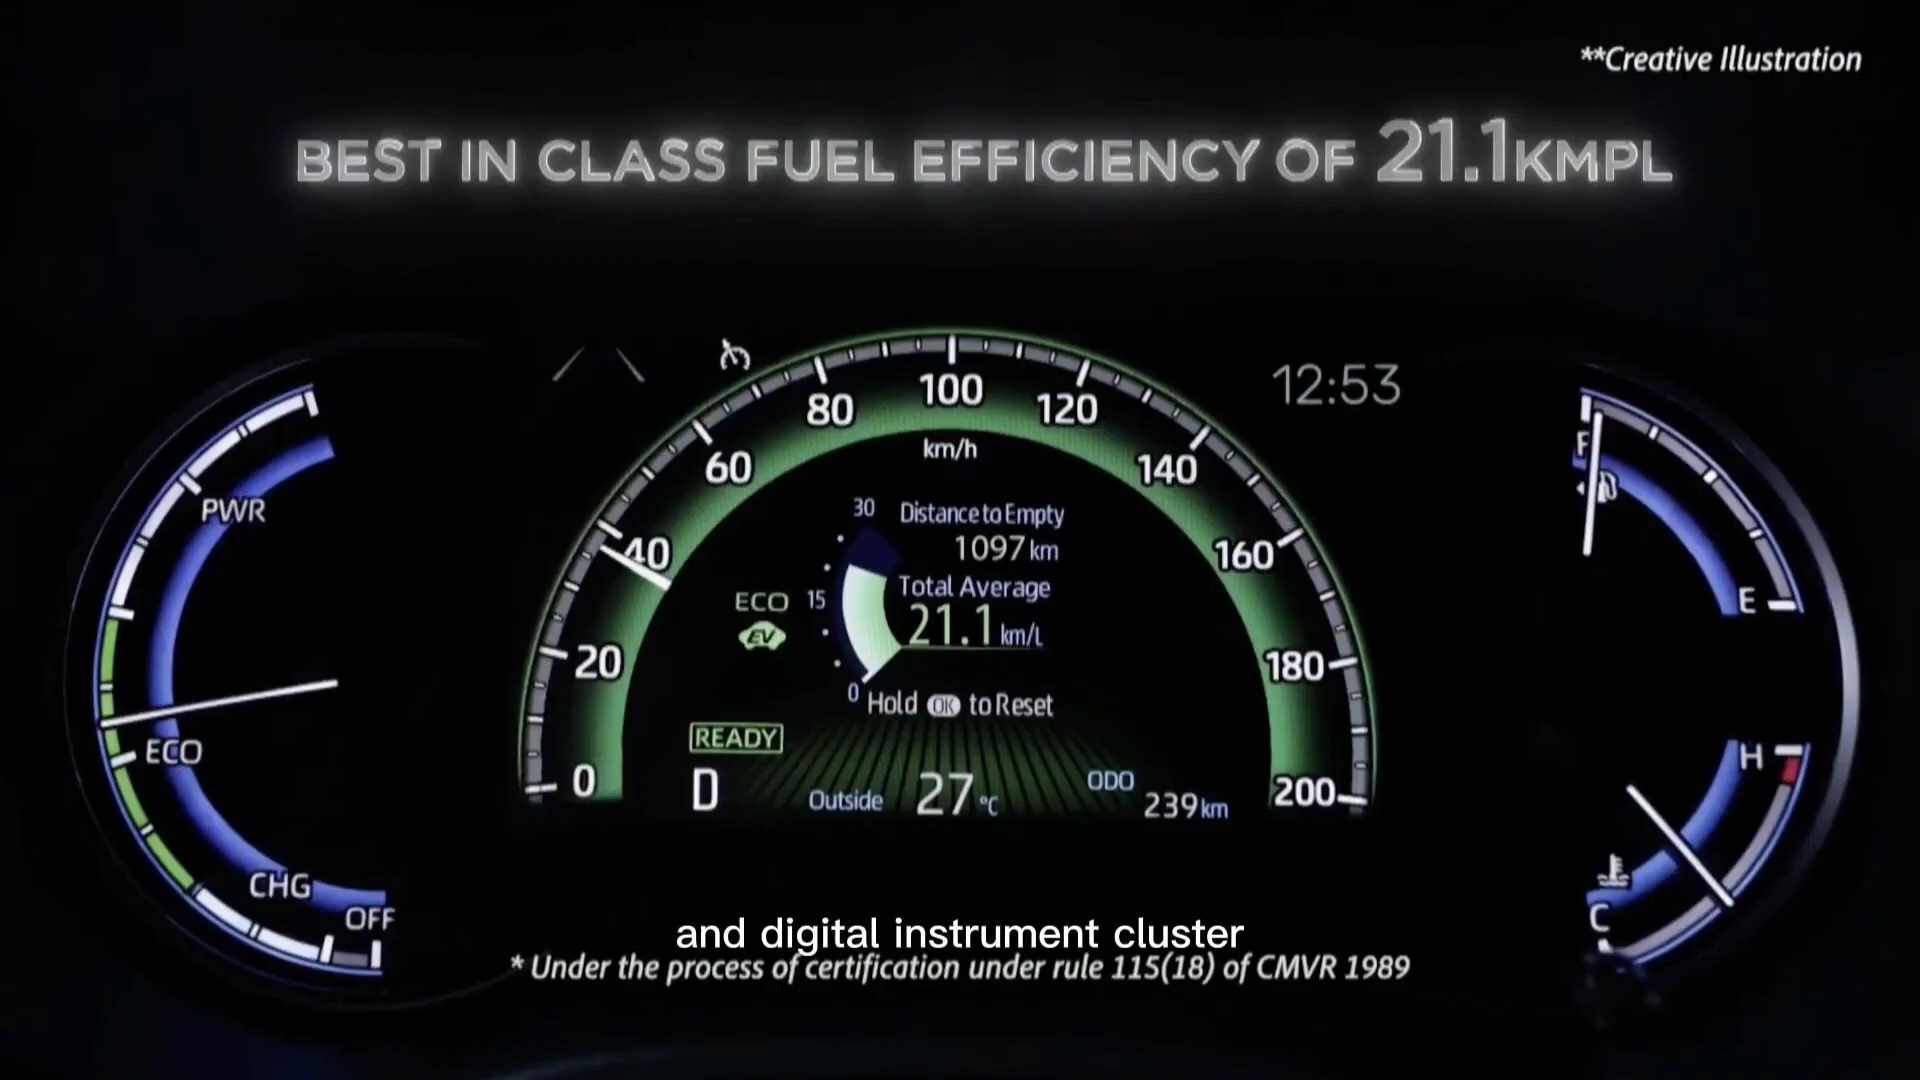 **Creative Illustration
BEST IN CLASS FUEL EFFICIENCY OF 21.1KMPL
12:53
PWR
ECO
CHG
OFF
0
20
40
60
80
100
120
140
160
180
200
km/h
30
15
0
Distance to Empty
1097 km
Total Average
21.1 km/L
Hold OK to Reset
ECO
EV
READY
D
Outside 27 °C
ODO
239 km
F
E
H
C
and digital instrument cluster
* Under the process of certification under rule 115(18) of CMVR 1989